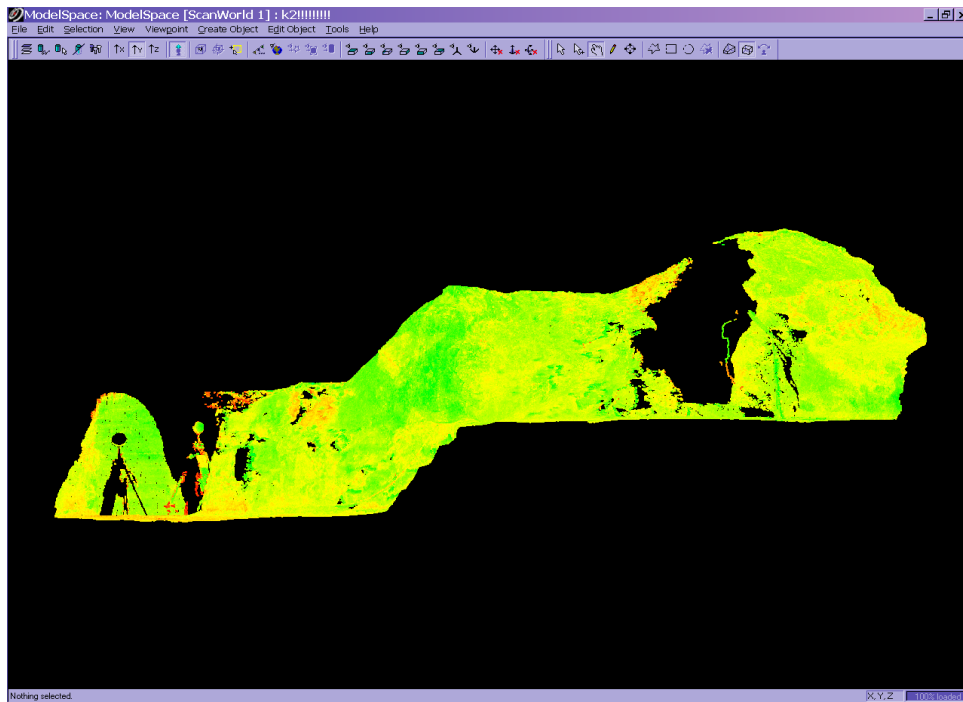 ModelSpace: ModelSpace [ScanWorld 1] : k2!!!!!!!!!
File Edit Selection View Viewpoint Create Object Edit Object Tools Help
Nothing selected. X, Y, Z 100% loaded